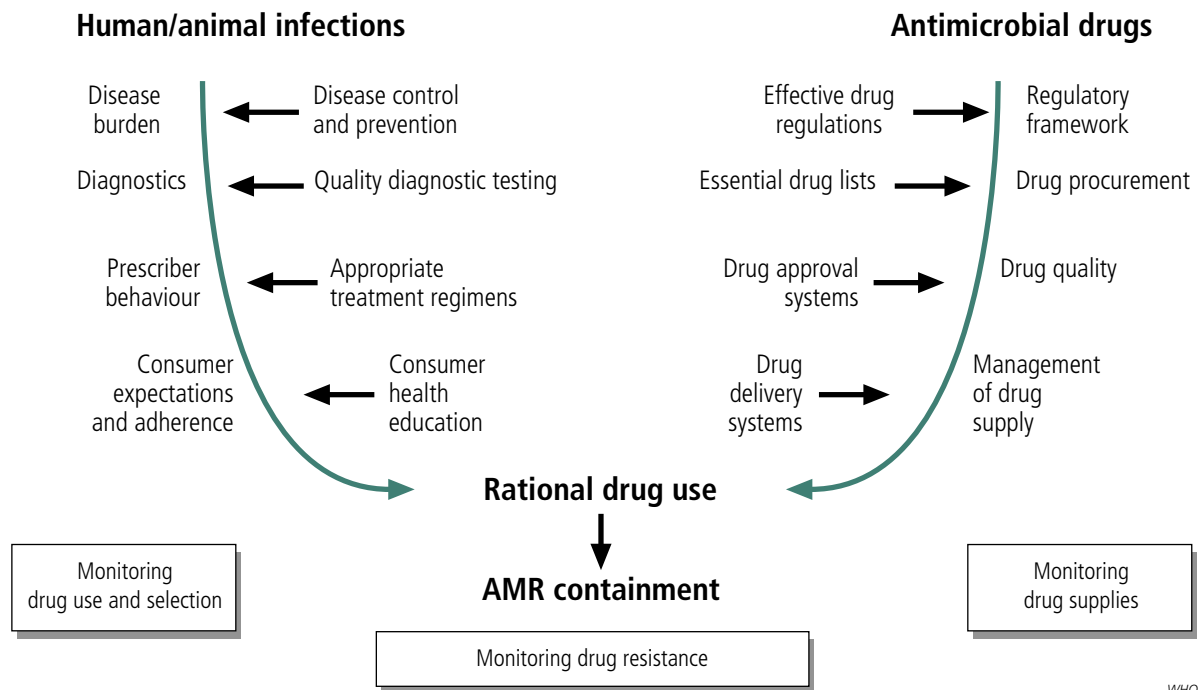 Human/animal infections
Antimicrobial drugs
Disease
burden
Disease control
and prevention
Effective drug
regulations
Regulatory
framework
Diagnostics
Quality diagnostic testing
Essential drug lists
Drug procurement
Prescriber
behaviour
Appropriate
treatment regimens
Drug approval
systems
Drug quality
Consumer
expectations
and adherence
Consumer
health
education
Drug
delivery
systems
Management
of drug
supply
Rational drug use
AMR containment
Monitoring
drug use and selection
Monitoring
drug supplies
Monitoring drug resistance
WHO